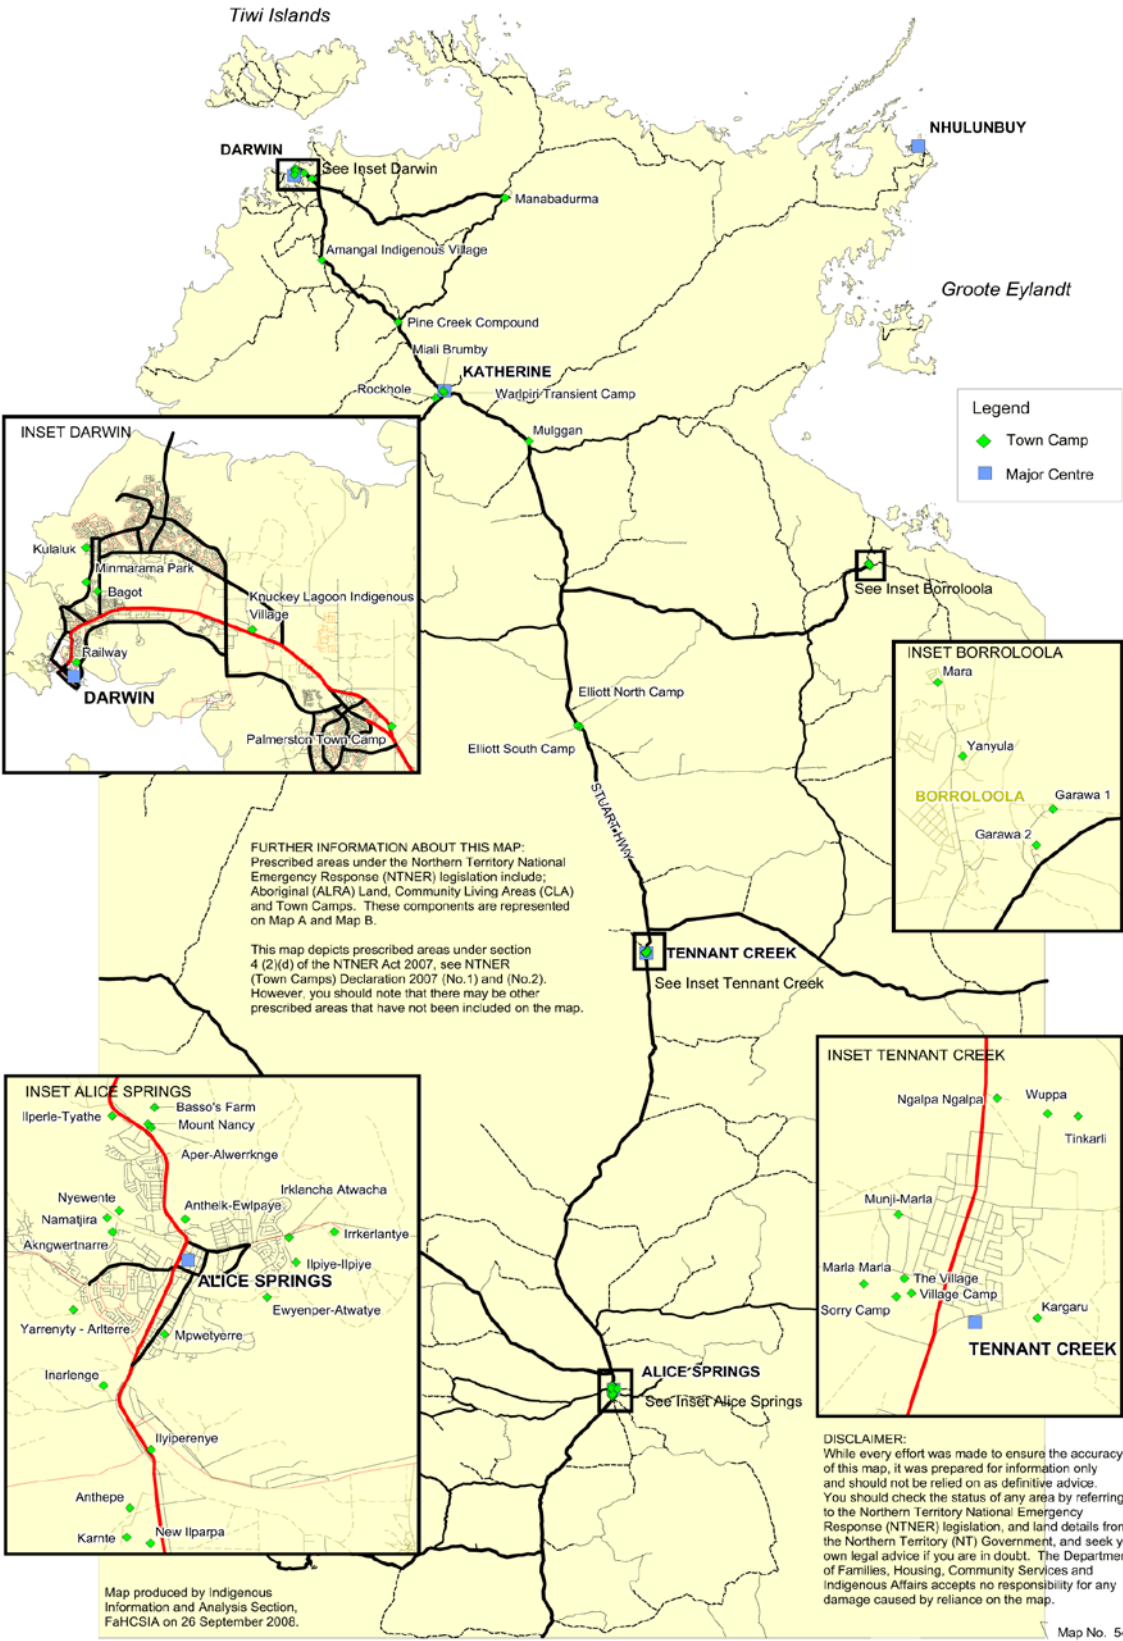 Tiwi Islands
NHULUNBUY
DARWIN
See Inset Darwin
Manabadurma
Amangal Indigenous Village
Groote Eylandt
Pine Creek Compound
Miali Brumby
KATHERINE
Rockhole
Warlpiri Transient Camp
Mulggan
Legend
Town Camp
Major Centre
INSET DARWIN
Kulaluk
Minmarama Park
Bagot
Knuckey Lagoon Indigenous
Village
Railway
DARWIN
Palmerston Town Camp
See Inset Borroloola
INSET BORROLOOLA
Mara
Yanyula
BORROLOOLA
Garawa 1
Garawa 2
Elliott North Camp
Elliott South Camp
STUART HWY
FURTHER INFORMATION ABOUT THIS MAP:
Prescribed areas under the Northern Territory National
Emergency Response (NTNER) legislation include;
Aboriginal (ALRA) Land, Community Living Areas (CLA)
and Town Camps. These components are represented
on Map A and Map B.
This map depicts prescribed areas under section
4 (2)(d) of the NTNER Act 2007, see NTNER
(Town Camps) Declaration 2007 (No.1) and (No.2).
However, you should note that there may be other
prescribed areas that have not been included on the map.
TENNANT CREEK
See Inset Tennant Creek
INSET TENNANT CREEK
Ngalpa Ngalpa
Wuppa
Tinkarli
Munji-Marla
Marla Marla
The Village
Village Camp
Sorry Camp
Kargaru
TENNANT CREEK
INSET ALICE SPRINGS
Basso's Farm
Ilperle-Tyathe
Mount Nancy
Aper-Alwerrknge
Irklancha Atwacha
Nyewente
Anthelk-Ewlpaye
Namatjira
Irrkerlantye
Akngwertnarre
Ilpiye-Ilpiye
ALICE SPRINGS
Ewyenper-Atwatye
Yarrenyty - Arlterre
Mpwetyerre
Inarlenge
Ilyiperenye
Anthepe
Karnte
New Ilparpa
ALICE SPRINGS
See Inset Alice Springs
DISCLAIMER:
While every effort was made to ensure the accuracy
of this map, it was prepared for information only
and should not be relied on as definitive advice.
You should check the status of any area by referring
to the Northern Territory National Emergency
Response (NTNER) legislation, and land details from
the Northern Territory (NT) Government, and seek y
own legal advice if you are in doubt. The Departmen
of Families, Housing, Community Services and
Indigenous Affairs accepts no responsibility for any
damage caused by reliance on the map.
Map produced by Indigenous
Information and Analysis Section,
FaHCSIA on 26 September 2008.
Map No. 5